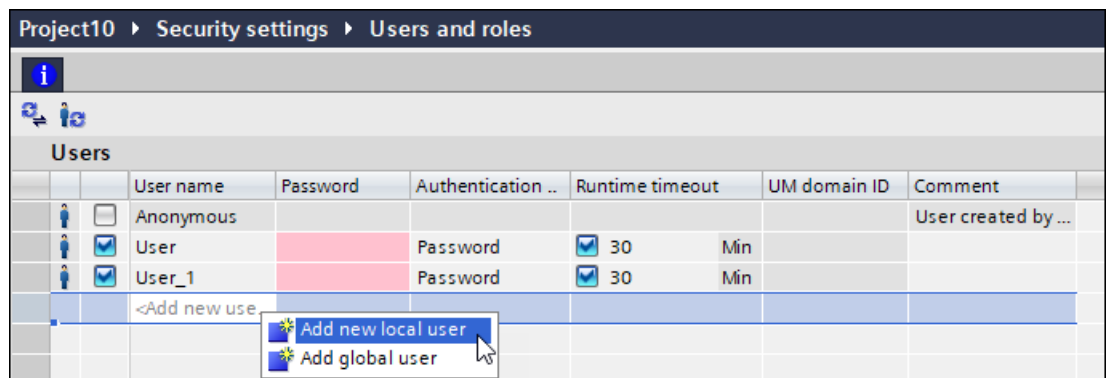 Project10 ▸ Security settings ▸ Users and roles
i
Users
User name Password Authentication .. Runtime timeout UM domain ID Comment
Anonymous User created by ...
User Password 30 Min
User_1 Password 30 Min
<Add new use..
Add new local user
Add global user